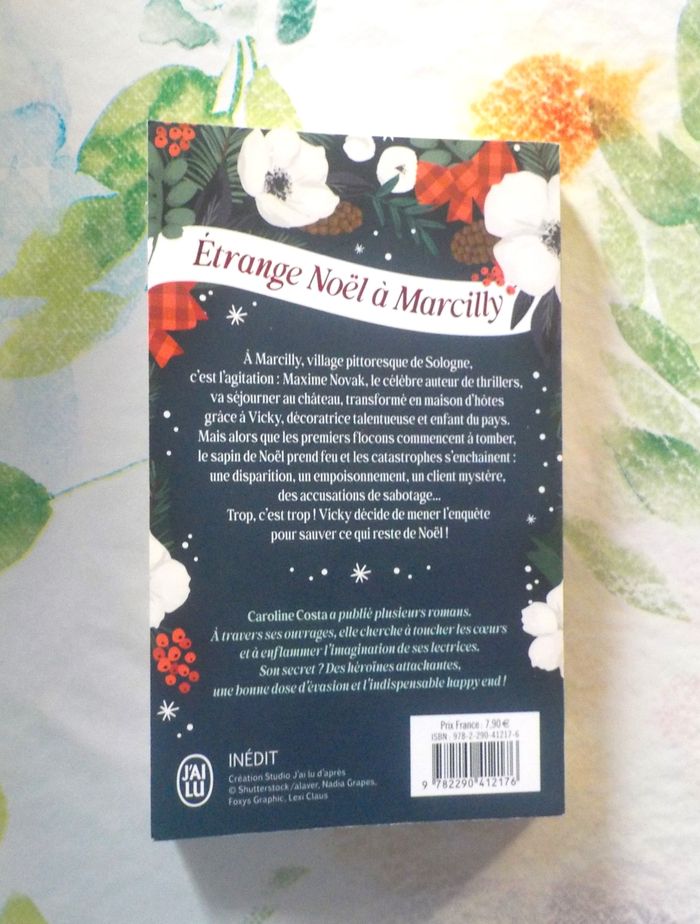 Étrange Noël à Marcilly
À Marcilly, village pittoresque de Sologne,
c'est l'agitation : Maxime Novak, le célèbre auteur de thrillers,
va séjourner au château, transformé en maison d'hôtes
grâce à Vicky, décoratrice talentueuse et enfant du pays.
Mais alors que les premiers flocons commencent à tomber,
le sapin de Noël prend feu et les catastrophes s'enchaînent :
une disparition, un empoisonnement, un client mystère,
des accusations de sabotage...
Trop, c'est trop ! Vicky décide de mener l'enquête
pour sauver ce qui reste de Noël !
Caroline Costa a publié plusieurs romans.
À travers ses ouvrages, elle cherche à toucher les cœurs
et à enflammer l'imagination de ses lectrices.
Son secret ? Des héroïnes attachantes,
une bonne dose d'évasion et l'indispensable happy end !
Prix France : 7,90 €
ISBN : 978-2-290-41217-6
9 782290 412176
J'AI
LU
INÉDIT
Création Studio J'ai lu d'après
© Shutterstock / alaver, Nadia Grapes,
Foxys Graphic, Lexi Claus